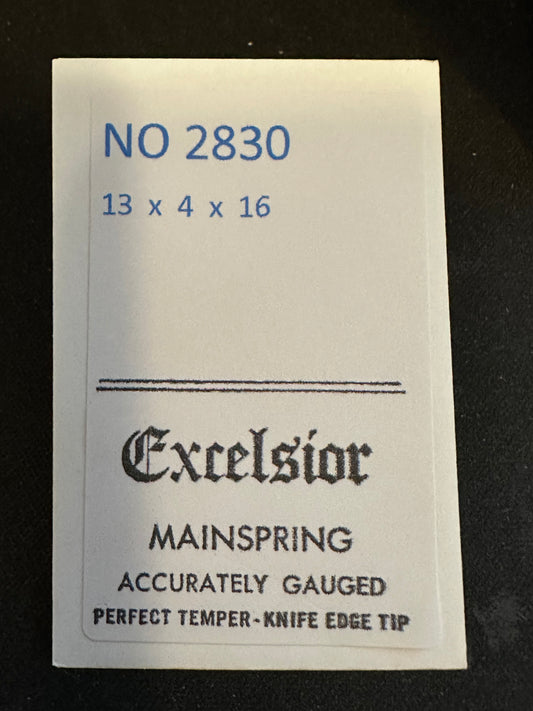 NO 2830
13 x 4 x 16
Excelsior
MAINSPRING
ACCURATELY GAUGED
PERFECT TEMPER-KNIFE EDGE TIP